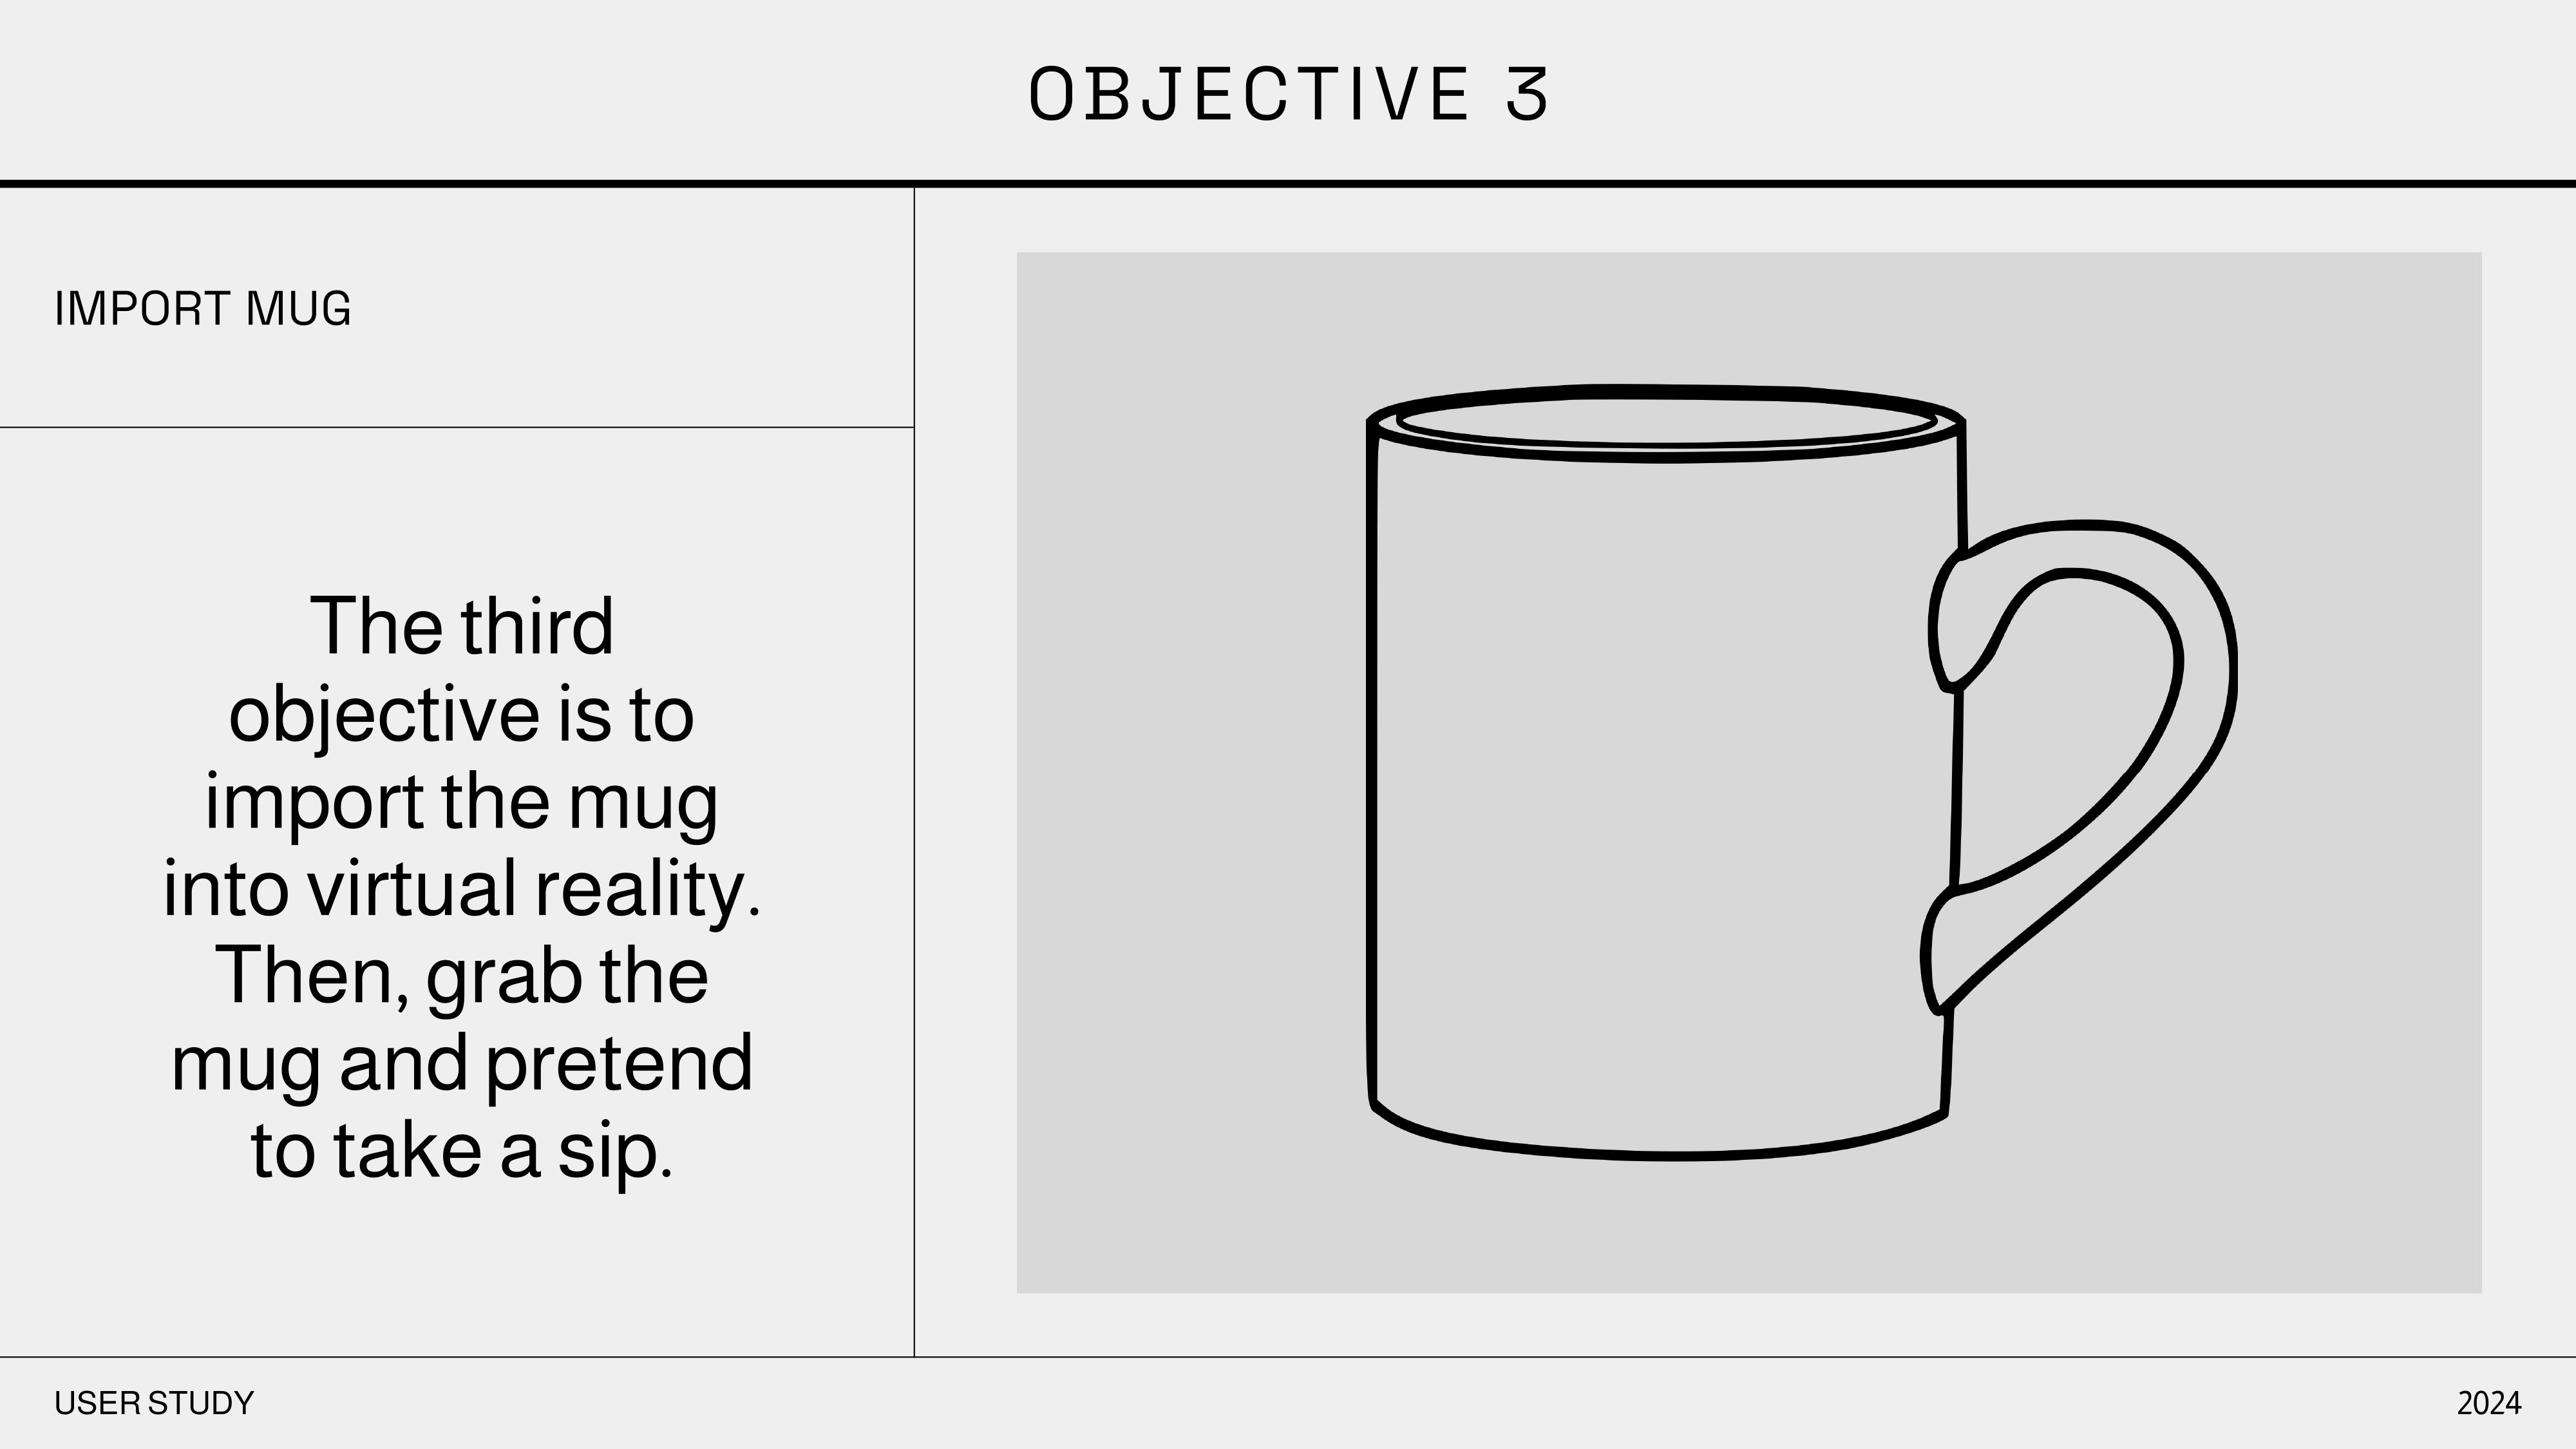 OBJECTIVE 3
IMPORT MUG
The third
objective is to
import the mug
into virtual reality.
Then, grab the
mug and pretend
to take a sip.
USER STUDY
2024